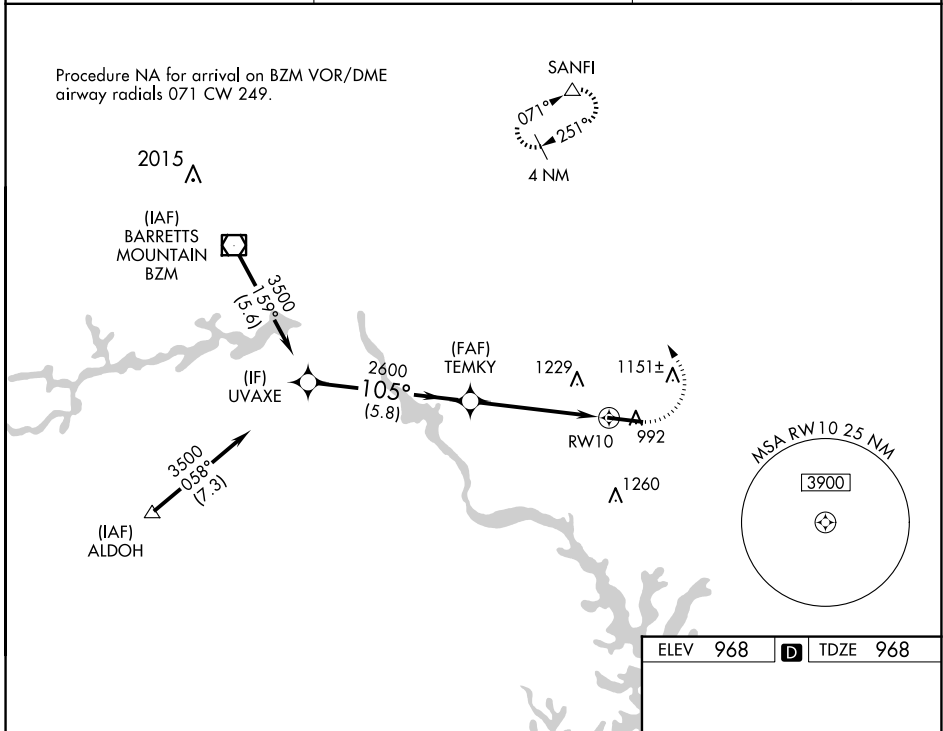 Procedure NA for arrival on BZM VOR/DME
airway radials 071 CW 249.
SANFI
071°
251°
4 NM
2015
(IAF)
BARRETTS
MOUNTAIN
BZM
3500
159°
(5.6)
(IF)
UVAXE
2600
105°
(5.8)
(FAF)
TEMKY
1229
1151±
RW10
992
1260
3500
058°
(7.3)
(IAF)
ALDOH
MSA RW10 25 NM
3900
ELEV 968 D TDZE 968